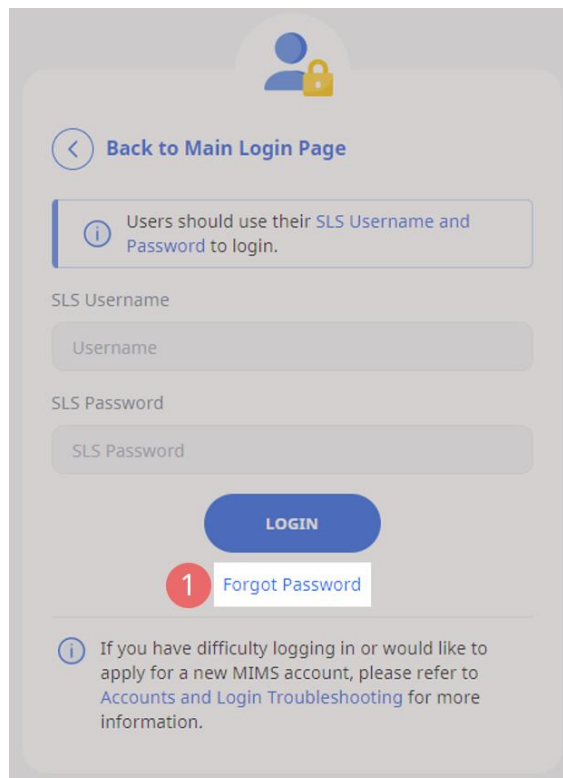 Back to Main Login Page
Users should use their SLS Username and
Password to login.
SLS Username
Username
SLS Password
SLS Password
LOGIN
1 Forgot Password
If you have difficulty logging in or would like to
apply for a new MIMS account, please refer to
Accounts and Login Troubleshooting for more
information.